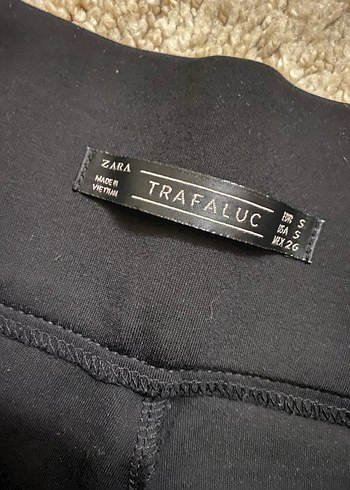 ZARA
MADE IN
VIETNAM
TRAFALUC
EUR S
USA S
MEX 26